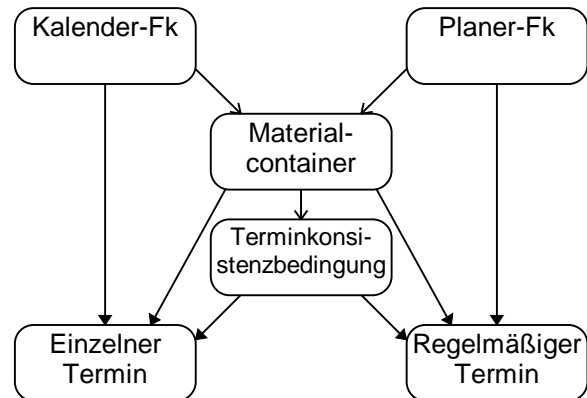 Kalender-Fk
Planer-Fk
Material-
container
Terminkonsi-
stenzbedingung
Einzelner
Termin
Regelmäßiger
Termin